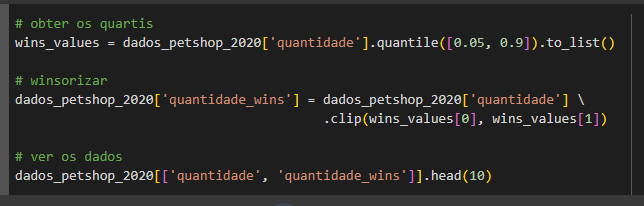 # obter os quartis
wins_values = dados_petshop_2020['quantidade'].quantile([0.05, 0.9]).to_list()
# winsorizar
dados_petshop_2020['quantidade_wins'] = dados_petshop_2020['quantidade'] \
.clip(wins_values[0], wins_values[1])
# ver os dados
dados_petshop_2020[['quantidade', 'quantidade_wins']].head(10)